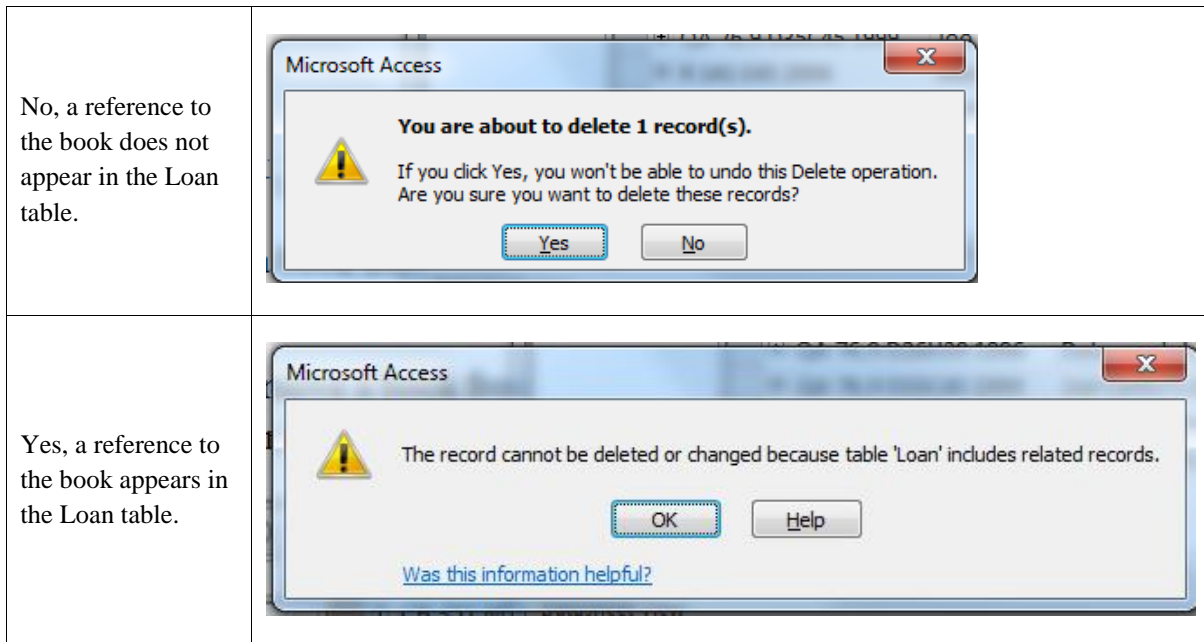 No, a reference to
the book does not
appear in the Loan
table.
Microsoft Access
You are about to delete 1 record(s).
If you click Yes, you won't be able to undo this Delete operation.
Are you sure you want to delete these records?
Yes No
Yes, a reference to
the book appears in
the Loan table.
Microsoft Access
The record cannot be deleted or changed because table 'Loan' includes related records.
OK Help
Was this information helpful?